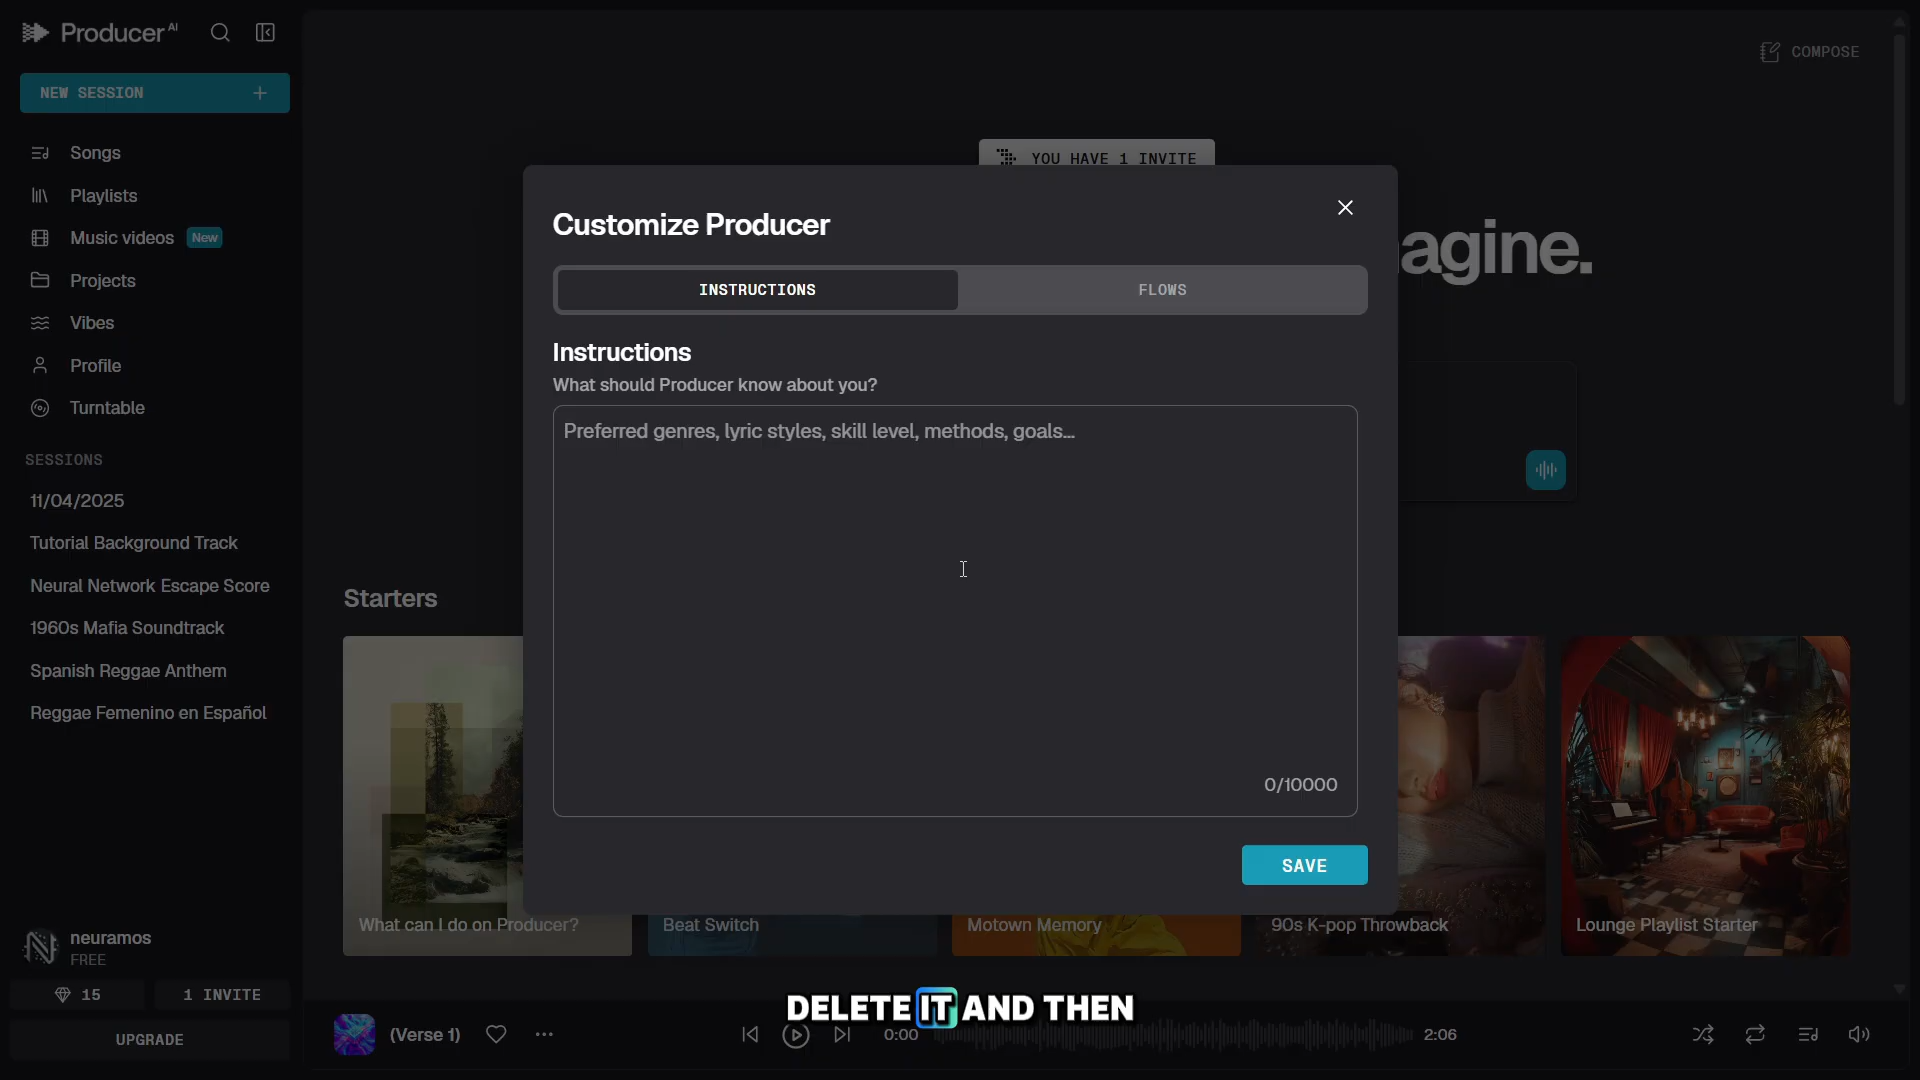 Producer AI
NEW SESSION +
Songs
Playlists
Music videos New
Projects
Vibes
Profile
Turntable
SESSIONS
11/04/2025
Tutorial Background Track
Neural Network Escape Score
1960s Mafia Soundtrack
Spanish Reggae Anthem
Reggae Femenino en Español
neuramos
FREE
15
1 INVITE
UPGRADE
COMPOSE
YOU HAVE 1 INVITE
agine.
Customize Producer
INSTRUCTIONS
FLOWS
Instructions
What should Producer know about you?
Preferred genres, lyric styles, skill level, methods, goals...
0/10000
SAVE
Starters
What can I do on Producer?
Beat Switch
Motown Memory
90s K-pop Throwback
Lounge Playlist Starter
DELETE IT AND THEN
(Verse 1)
0:00
2:06